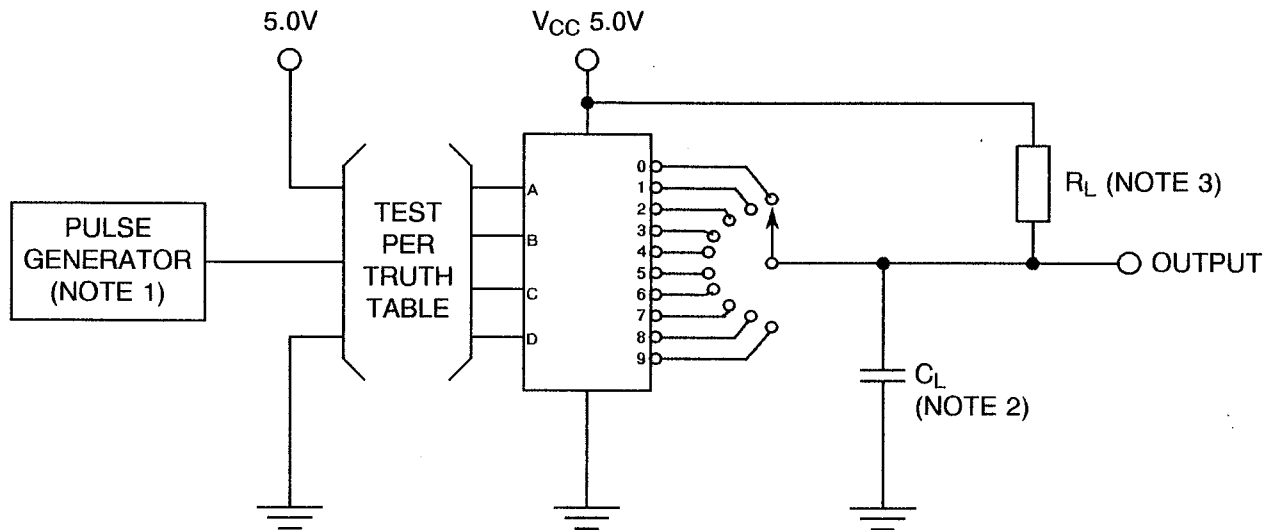 5.0V
VCC 5.0V
PULSE
GENERATOR
(NOTE 1)
TEST
PER
TRUTH
TABLE
A
B
C
D
0
1
2
3
4
5
6
7
8
9
RL (NOTE 3)
OUTPUT
CL
(NOTE 2)